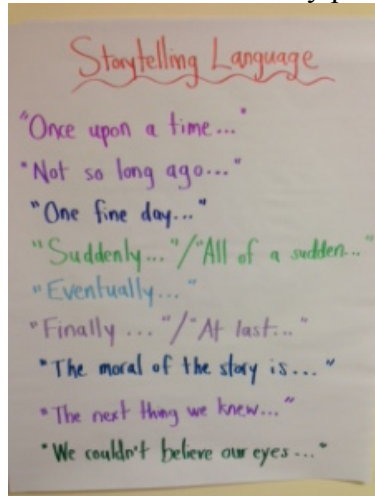 Storytelling Language
"Once upon a time..."
"Not so long ago..."
"One fine day..."
"Suddenly..."/"All of a sudden..."
"Eventually..."
"Finally ..."/"At last..."
"The moral of the story is..."
"The next thing we knew..."
"We couldn't believe our eyes..."